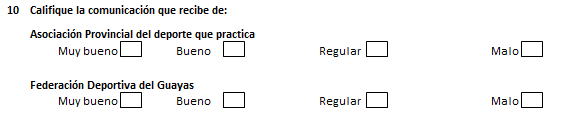 10 Califique la comunicación que recibe de:
Asociación Provincial del deporte que practica
Muy bueno Bueno Regular Malo
Federación Deportiva del Guayas
Muy bueno Bueno Regular Malo